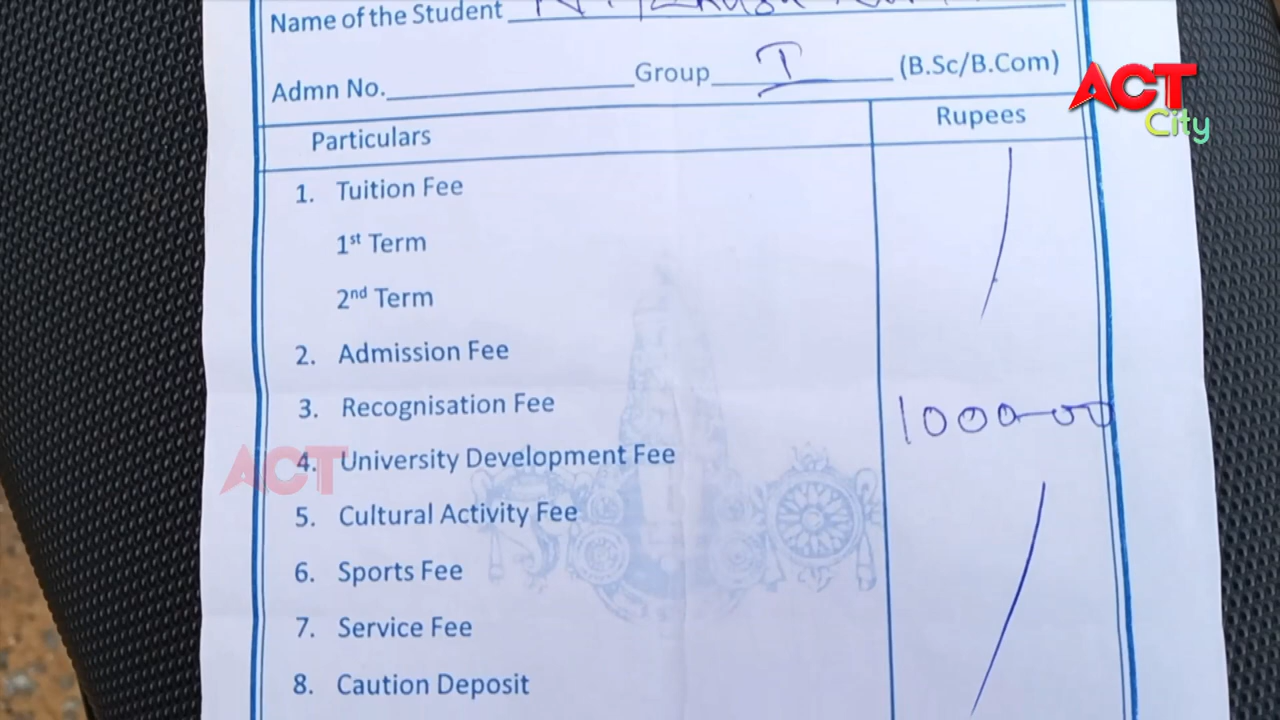 Name of the Student
Admn No. Group I (B.Sc/B.Com)
Particulars Rupees
1. Tuition Fee
1st Term
2nd Term
2. Admission Fee
3. Recognisation Fee 1000-00
4. University Development Fee
5. Cultural Activity Fee
6. Sports Fee
7. Service Fee
8. Caution Deposit
ACT
City
ACT